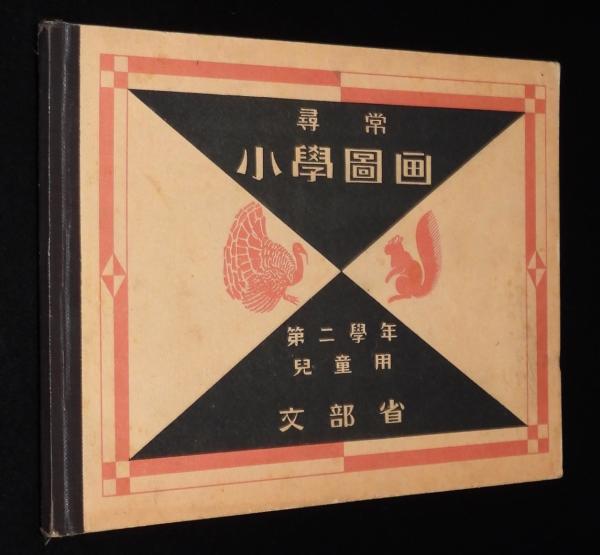 尋常
小學圖画
第二學年
兒童用
文部省